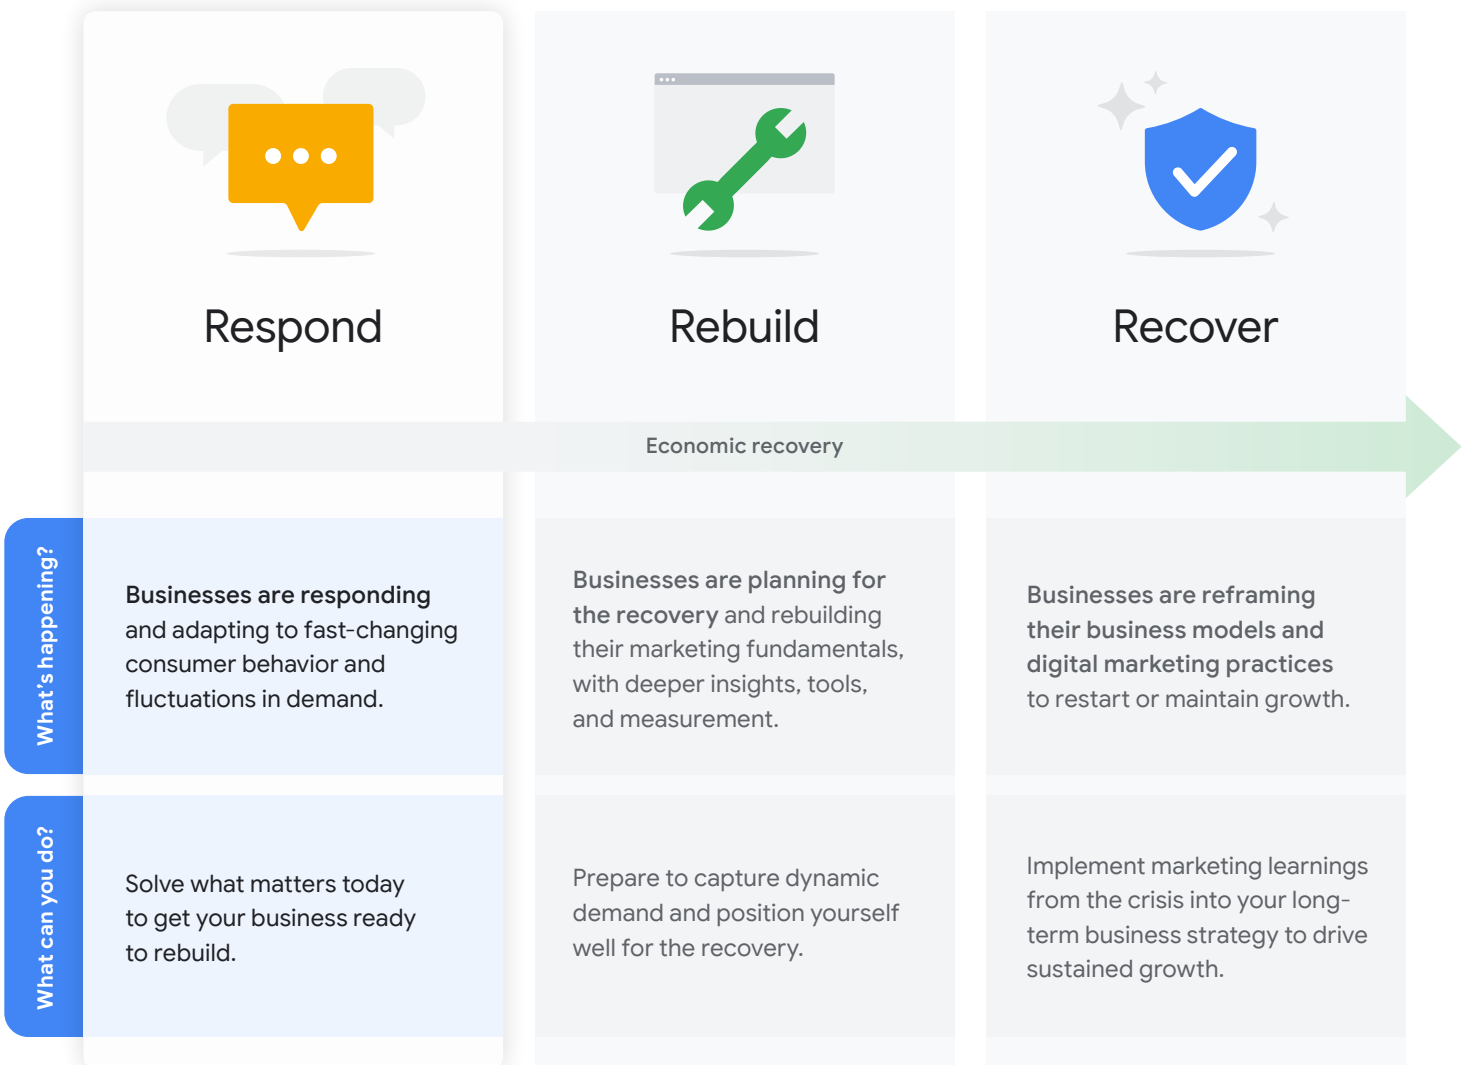 Respond
Rebuild
Recover
Economic recovery
What's happening?
Businesses are responding
and adapting to fast-changing
consumer behavior and
fluctuations in demand.
Businesses are planning for
the recovery and rebuilding
their marketing fundamentals,
with deeper insights, tools,
and measurement.
Businesses are reframing
their business models and
digital marketing practices
to restart or maintain growth.
What can you do?
Solve what matters today
to get your business ready
to rebuild.
Prepare to capture dynamic
demand and position yourself
well for the recovery.
Implement marketing learnings
from the crisis into your long-
term business strategy to drive
sustained growth.